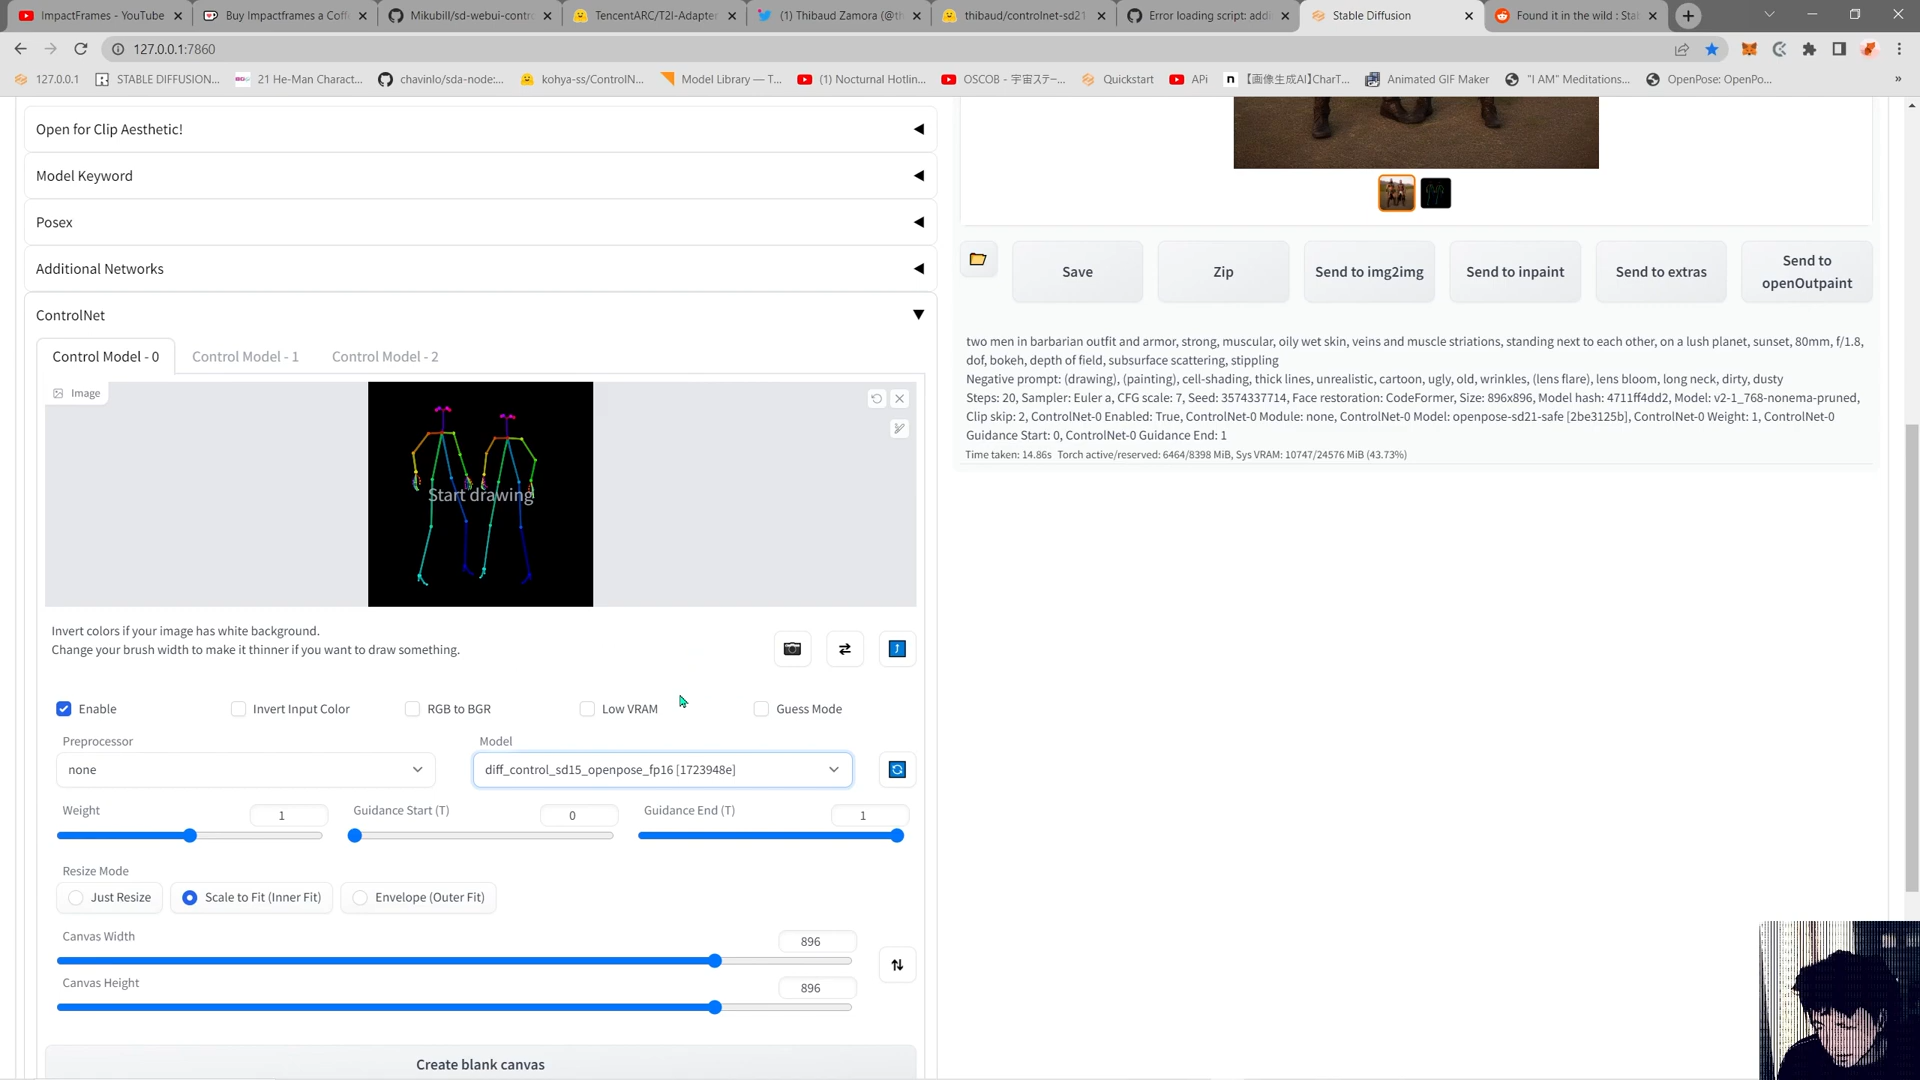 ImpactFrames - YouTube
Buy Impactframes a Coff
Mikubill/sd-webui-contro
TencentARC/T2I-Adapter
(1) Thibaud Zamora (@th
thibaud/controlnet-sd21
Error loading script: addi
Stable Diffusion
Found it in the wild : Stab
127.0.0.1:7860
127.0.0.1
STABLE DIFFUSION...
21 He-Man Charact...
chavinlo/sda-node:...
kohya-ss/ControlN...
Model Library — T...
(1) Nocturnal Hotlin...
OSCOB - 宇宙ステー...
Quickstart
APi
【画像生成AI】CharT...
Animated GIF Maker
"I AM" Meditations...
OpenPose: OpenPo...
»
Open for Clip Aesthetic!
Model Keyword
Posex
Additional Networks
ControlNet
Control Model - 0
Control Model - 1
Control Model - 2
Image
Start drawing
Invert colors if your image has white background.
Change your brush width to make it thinner if you want to draw something.
Enable
Invert Input Color
RGB to BGR
Low VRAM
Guess Mode
Preprocessor
Model
none
diff_control_sd15_openpose_fp16 [1723948e]
Weight
1
Guidance Start (T)
0
Guidance End (T)
1
Resize Mode
Just Resize
Scale to Fit (Inner Fit)
Envelope (Outer Fit)
Canvas Width
896
Canvas Height
896
Create blank canvas
Save
Zip
Send to img2img
Send to inpaint
Send to extras
Send to
openOutpaint
two men in barbarian outfit and armor, strong, muscular, oily wet skin, veins and muscle striations, standing next to each other, on a lush planet, sunset, 80mm, f/1.8,
dof, bokeh, depth of field, subsurface scattering, stippling
Negative prompt: (drawing), (painting), cell-shading, thick lines, unrealistic, cartoon, ugly, old, wrinkles, (lens flare), lens bloom, long neck, dirty, dusty
Steps: 20, Sampler: Euler a, CFG scale: 7, Seed: 3574337714, Face restoration: CodeFormer, Size: 896x896, Model hash: 4711ff4dd2, Model: v2-1_768-nonema-pruned,
Clip skip: 2, ControlNet-0 Enabled: True, ControlNet-0 Module: none, ControlNet-0 Model: openpose-sd21-safe [2be3125b], ControlNet-0 Weight: 1, ControlNet-0
Guidance Start: 0, ControlNet-0 Guidance End: 1
Time taken: 14.86s Torch active/reserved: 6464/8398 MiB, Sys VRAM: 10747/24576 MiB (43.73%)